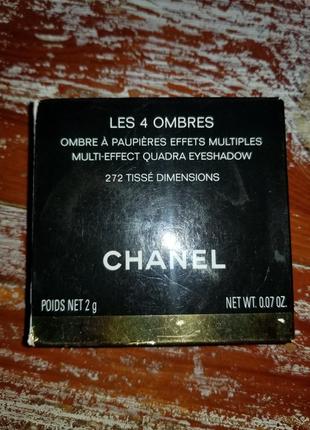 LES 4 OMBRES
OMBRE À PAUPIÈRES EFFETS MULTIPLES
MULTI-EFFECT QUADRA EYESHADOW
272 TISSÉ DIMENSIONS
CHANEL
POIDS NET 2 g NET WT. 0.07 OZ.